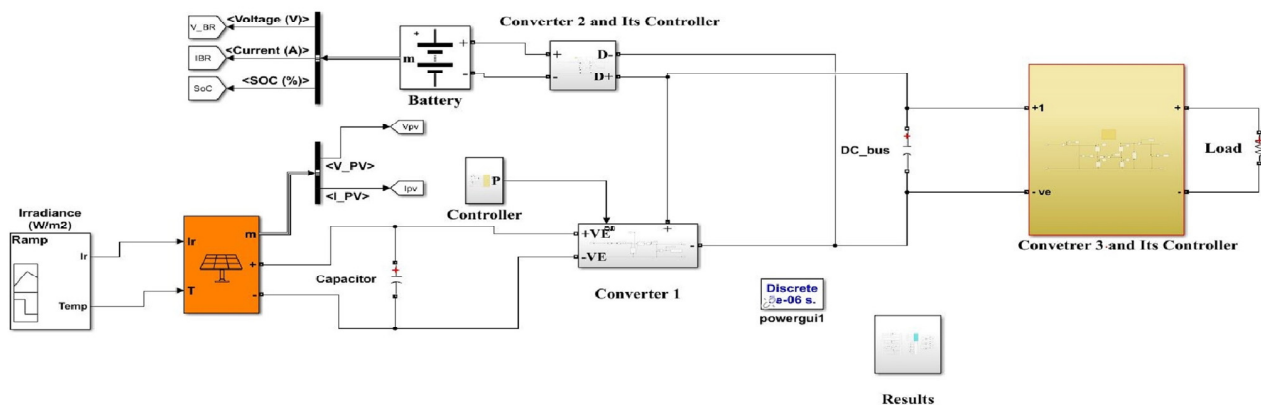 Converter 2 and Its Controller
<Voltage (V)>
V_BR
<Current (A)>
IBR
<SOC (%)>
SoC
+
m
+
-
Battery
+
-
D-
D+
Vpv
<V_PV>
Ipv
<I_PV>
P
Controller
DC_bus
+1
- ve
+
-
Load
Convetrer 3 and Its Controller
Irradiance
(W/m2)
Ramp
Ir
Temp
Ir
T
m
+
-
Capacitor
+VE
-VE
+
-
Converter 1
Discrete
e-06 s.
powergui1
Results